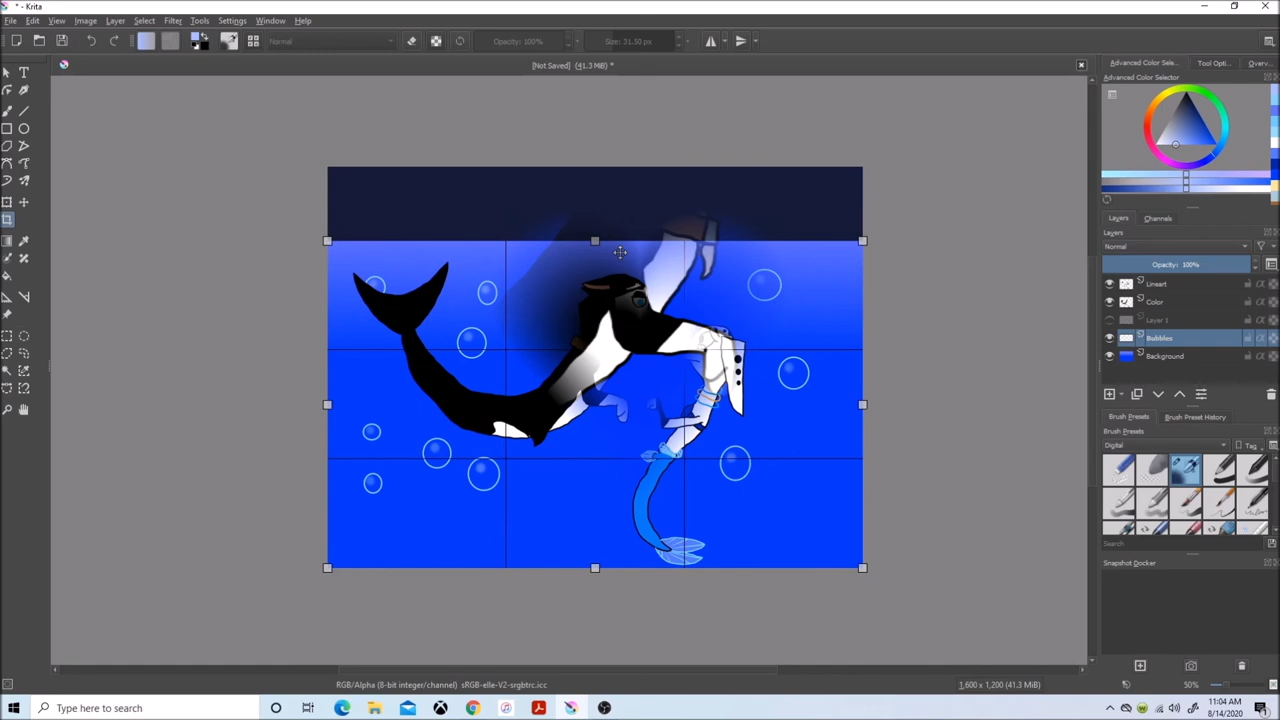 * - Krita
File Edit View Image Layer Select Filter Tools Settings Window Help
Normal Opacity: 100% Size: 31.50 px
[Not Saved] (41.3 MiB) *
Advanced Color Sele... Tool Opti... Overv...
Advanced Color Selector
Layers Channels
Layers
Normal
Opacity: 100%
Lineart
Color
Layer 1
Bubbles
Background
Brush Presets Brush Preset History
Brush Presets
Digital Tag
Search
Snapshot Docker
RGB/Alpha (8-bit integer/channel) sRGB-elle-V2-srgbtrc.icc 1,600 x 1,200 (41.3 MiB) 50%
Type here to search
11:04 AM
8/14/2020